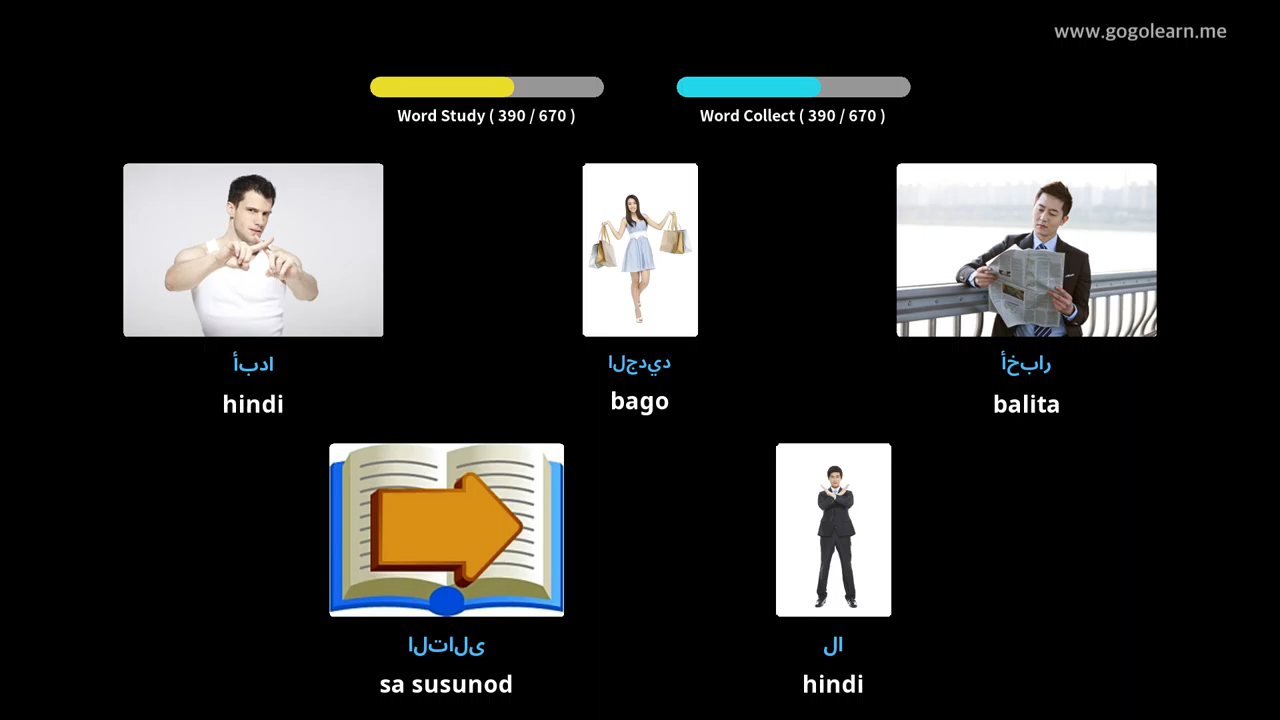 www.gogolearn.me
Word Study ( 390 / 670 )
Word Collect ( 390 / 670 )
أبدا
hindi
الجديد
bago
أخبار
balita
التالى
sa susunod
لا
hindi